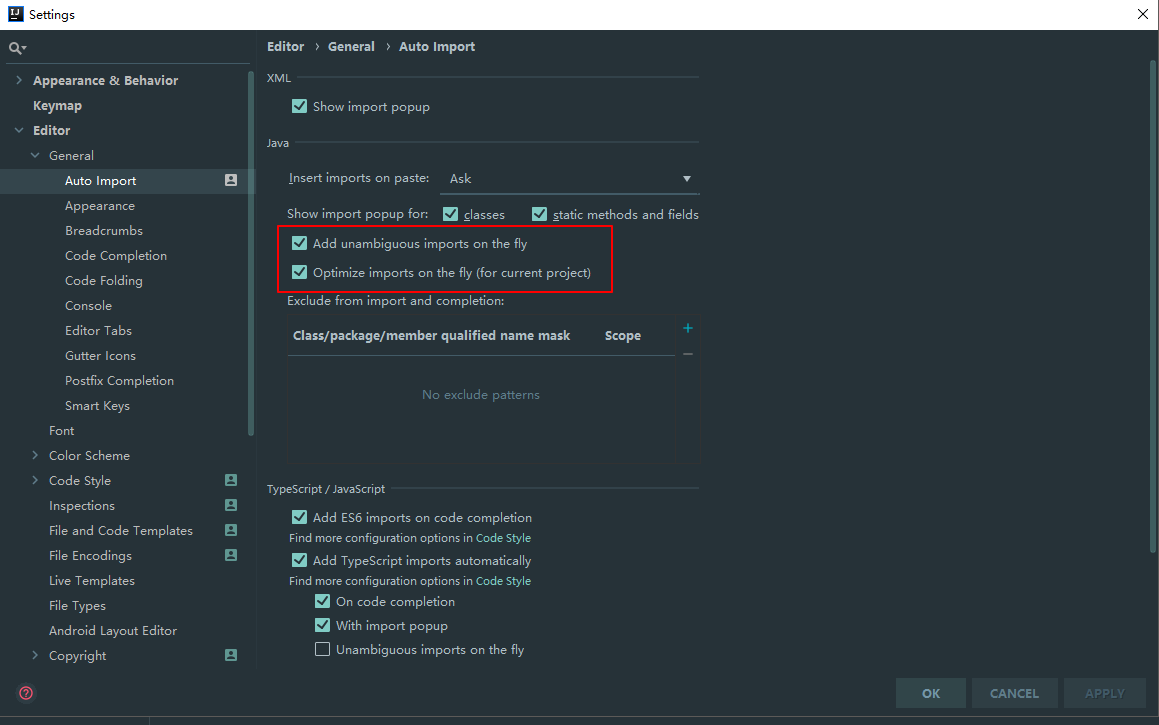 IJ Settings
Editor › General › Auto Import
Appearance & Behavior
Keymap
Editor
General
Auto Import
Appearance
Breadcrumbs
Code Completion
Code Folding
Console
Editor Tabs
Gutter Icons
Postfix Completion
Smart Keys
Font
Color Scheme
Code Style
Inspections
File and Code Templates
File Encodings
Live Templates
File Types
Android Layout Editor
Copyright
XML
Show import popup
Java
Insert imports on paste: Ask
Show import popup for: classes static methods and fields
Add unambiguous imports on the fly
Optimize imports on the fly (for current project)
Exclude from import and completion:
Class/package/member qualified name mask Scope
No exclude patterns
TypeScript / JavaScript
Add ES6 imports on code completion
Find more configuration options in Code Style
Add TypeScript imports automatically
Find more configuration options in Code Style
On code completion
With import popup
Unambiguous imports on the fly
? OK CANCEL APPLY